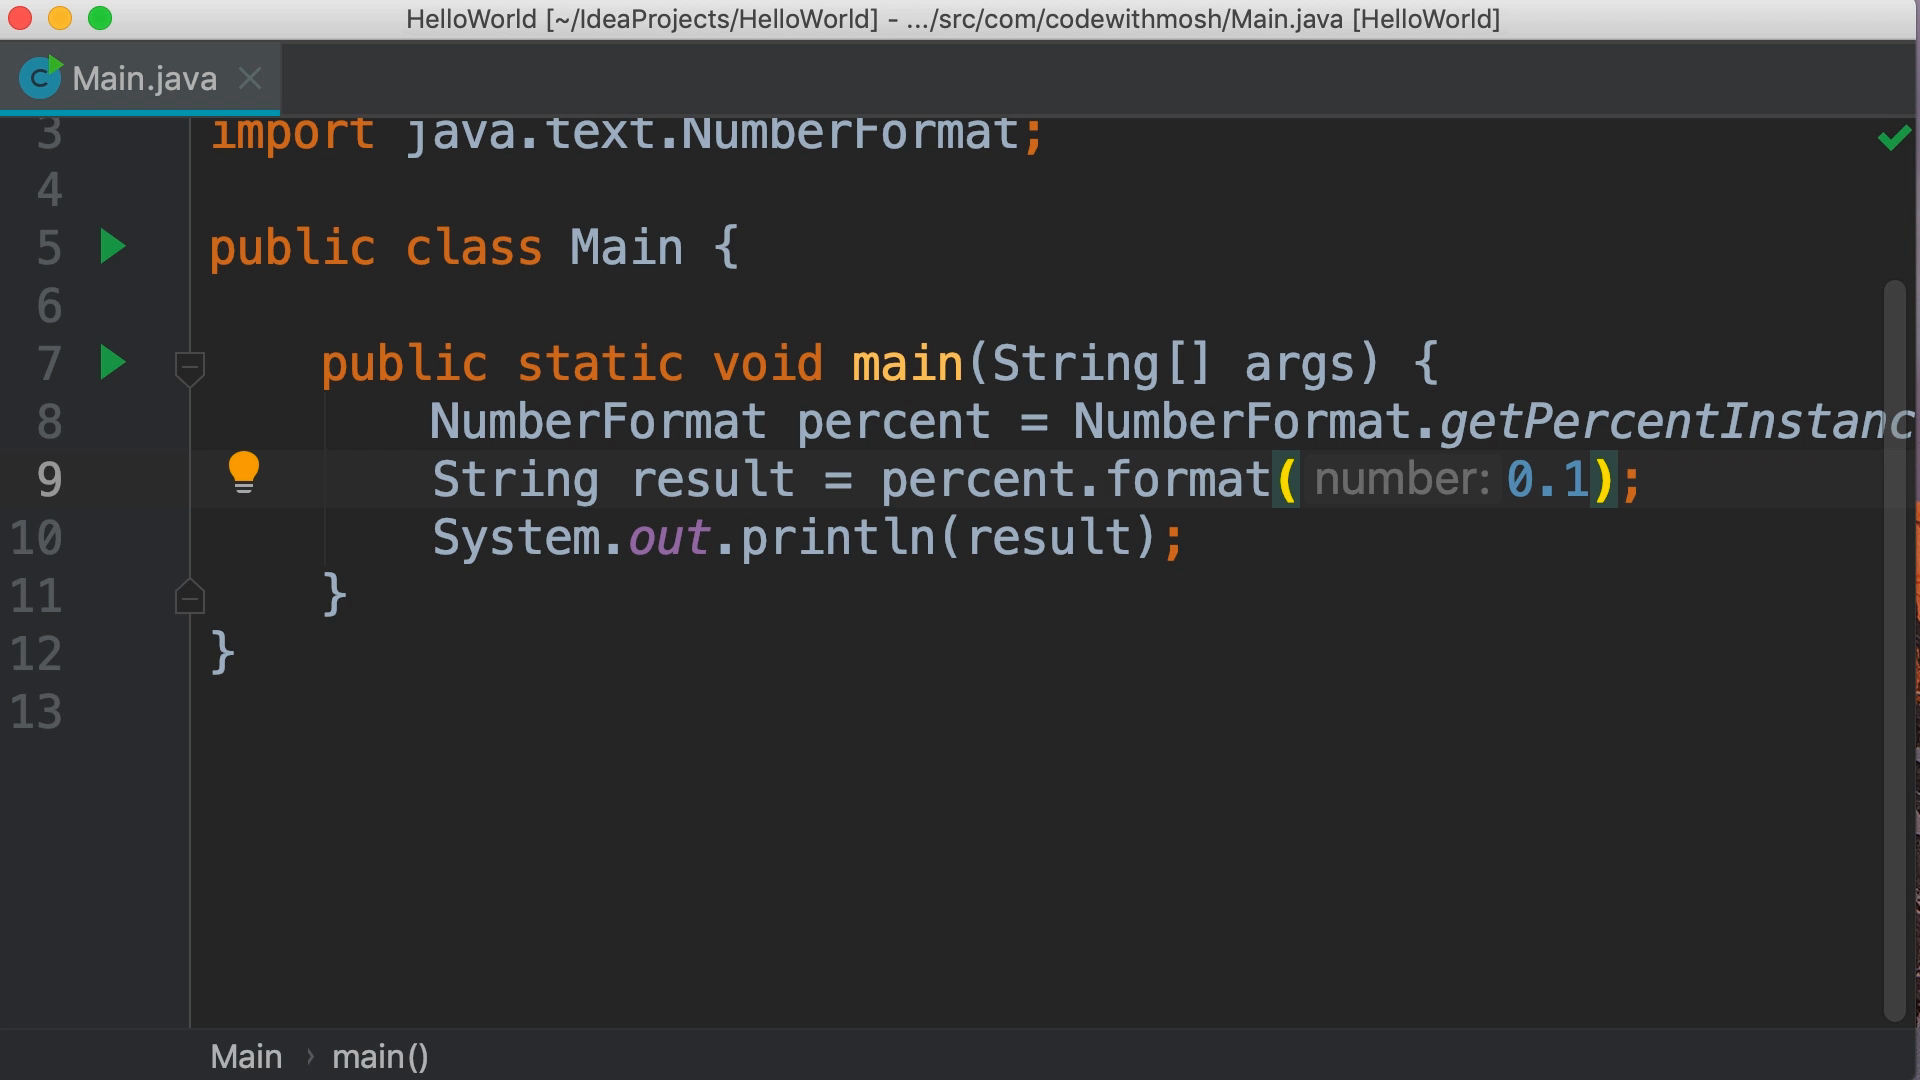 HelloWorld [~/IdeaProjects/HelloWorld] - .../src/com/codewithmosh/Main.java [HelloWorld]
C Main.java
3 import java.text.NumberFormat;
4
5 public class Main {
6
7 public static void main(String[] args) {
8 NumberFormat percent = NumberFormat.getPercentInstanc
9 String result = percent.format( number: 0.1);
10 System.out.println(result);
11 }
12 }
13
Main › main()